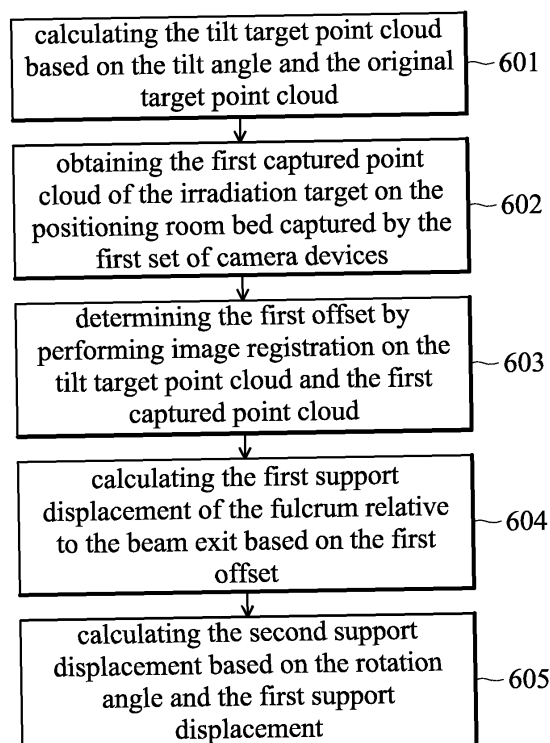 calculating the tilt target point cloud
based on the tilt angle and the original
target point cloud
601
obtaining the first captured point
cloud of the irradiation target on the
positioning room bed captured by the
first set of camera devices
602
determining the first offset by
performing image registration on the
tilt target point cloud and the first
captured point cloud
603
calculating the first support
displacement of the fulcrum relative
to the beam exit based on the first
offset
604
calculating the second support
displacement based on the rotation
angle and the first support
displacement
605